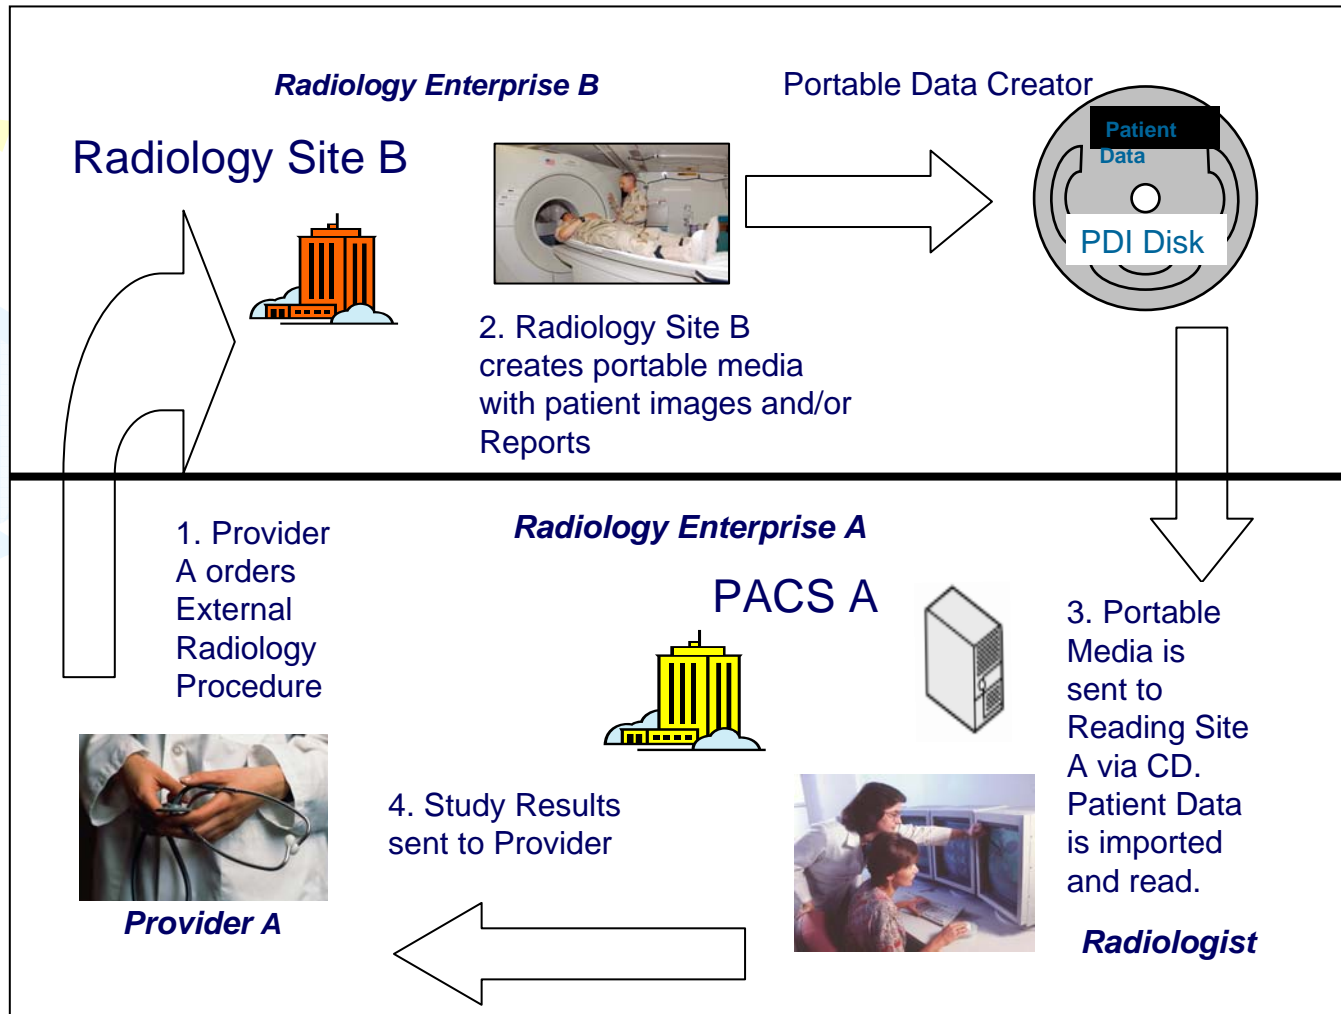 Radiology Enterprise B
Portable Data Creator
Radiology Site B
Patient
Data
PDI Disk
2. Radiology Site B
creates portable media
with patient images and/or
Reports
1. Provider
A orders
External
Radiology
Procedure
Radiology Enterprise A
PACS A
3. Portable
Media is
sent to
Reading Site
A via CD.
Patient Data
is imported
and read.
4. Study Results
sent to Provider
Provider A
Radiologist